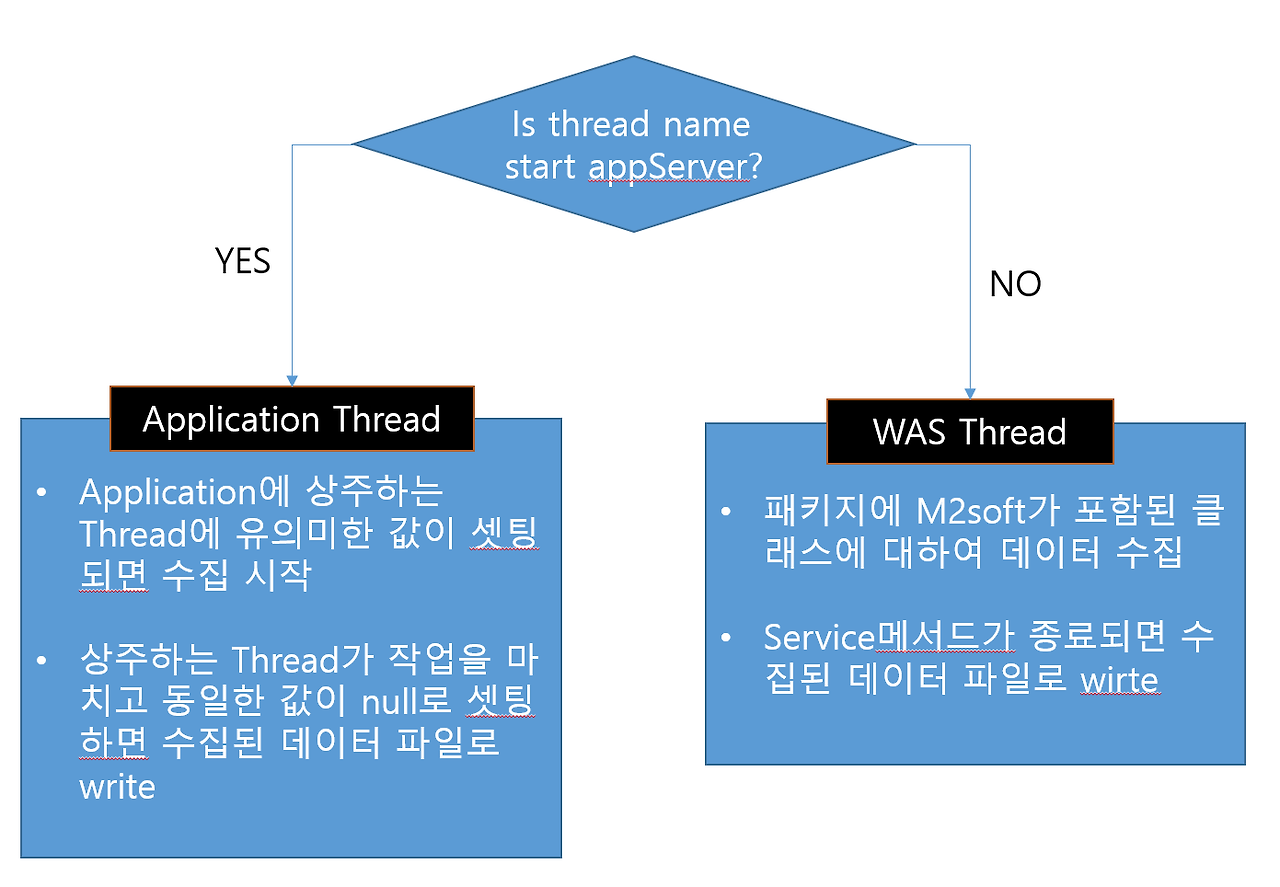 Is thread name
start appServer?
YES
NO
Application Thread
• Application에 상주하는
Thread에 유의미한 값이 셋팅
되면 수집 시작
• 상주하는 Thread가 작업을 마
치고 동일한 값이 null로 셋팅
하면 수집된 데이터 파일로
write
WAS Thread
• 패키지에 M2soft가 포함된 클
래스에 대하여 데이터 수집
• Service메서드가 종료되면 수
집된 데이터 파일로 wirte